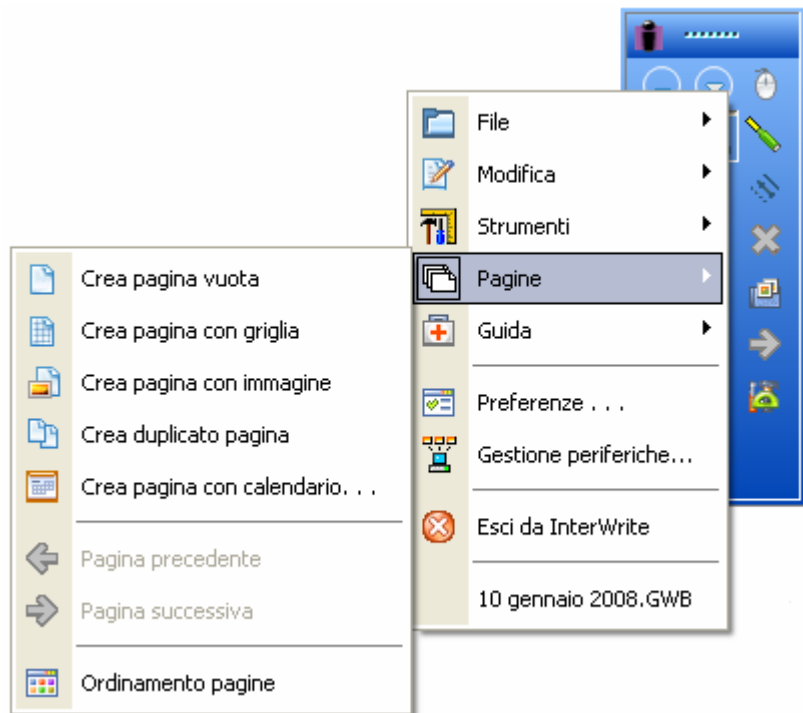 File
Modifica
Strumenti
Pagine
Guida
Preferenze . . .
Gestione periferiche...
Esci da InterWrite
10 gennaio 2008.GWB
Crea pagina vuota
Crea pagina con griglia
Crea pagina con immagine
Crea duplicato pagina
Crea pagina con calendario. . .
Pagina precedente
Pagina successiva
Ordinamento pagine